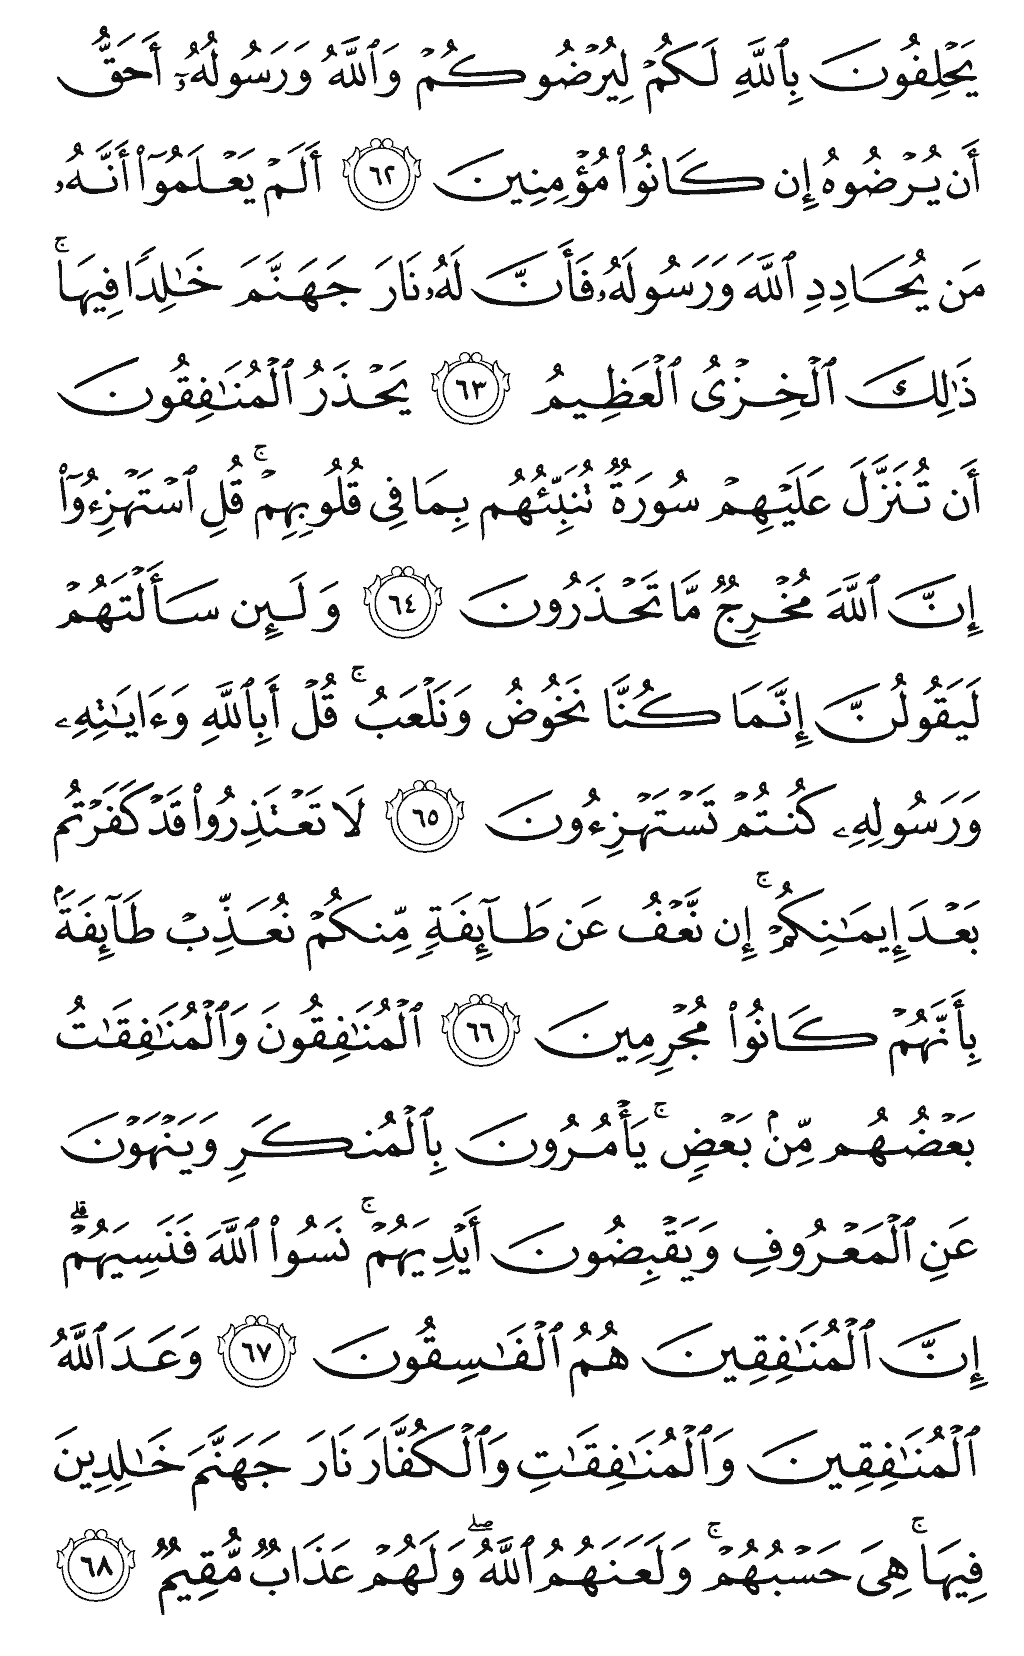 يَحْلِفُونَ بِٱللَّهِ لَكُمْ لِيُرْضُوكُمْ وَٱللَّهُ وَرَسُولُهُۥٓ أَحَقُّ
أَن يُرْضُوهُ إِن كَانُوا۟ مُؤْمِنِينَ ٦٢ أَلَمْ يَعْلَمُوٓا۟ أَنَّهُۥ
مَن يُحَادِدِ ٱللَّهَ وَرَسُولَهُۥ فَأَنَّ لَهُۥ نَارَ جَهَنَّمَ خَـٰلِدًا فِيهَا ۚ
ذَٰلِكَ ٱلْخِزْىُ ٱلْعَظِيمُ ٦٣ يَحْذَرُ ٱلْمُنَـٰفِقُونَ
أَن تُنَزَّلَ عَلَيْهِمْ سُورَةٌ تُنَبِّئُهُم بِمَا فِى قُلُوبِهِمْ ۚ قُلِ ٱسْتَهْزِءُوٓا۟
إِنَّ ٱللَّهَ مُخْرِجٌ مَّا تَحْذَرُونَ ٦٤ وَلَئِن سَأَلْتَهُمْ
لَيَقُولُنَّ إِنَّمَا كُنَّا نَخُوضُ وَنَلْعَبُ ۚ قُلْ أَبِٱللَّهِ وَءَايَـٰتِهِۦ
وَرَسُولِهِۦ كُنتُمْ تَسْتَهْزِءُونَ ٦٥ لَا تَعْتَذِرُوا۟ قَدْ كَفَرْتُم
بَعْدَ إِيمَـٰنِكُمْ ۚ إِن نَّعْفُ عَن طَآئِفَةٍ مِّنكُمْ نُعَذِّبْ طَآئِفَةًۢ
بِأَنَّهُمْ كَانُوا۟ مُجْرِمِينَ ٦٦ ٱلْمُنَـٰفِقُونَ وَٱلْمُنَـٰفِقَـٰتُ
بَعْضُهُم مِّنۢ بَعْضٍ ۚ يَأْمُرُونَ بِٱلْمُنكَرِ وَيَنْهَوْنَ
عَنِ ٱلْمَعْرُوفِ وَيَقْبِضُونَ أَيْدِيَهُمْ ۚ نَسُوا۟ ٱللَّهَ فَنَسِيَهُمْ ۗ
إِنَّ ٱلْمُنَـٰفِقِينَ هُمُ ٱلْفَـٰسِقُونَ ٦٧ وَعَدَ ٱللَّهُ
ٱلْمُنَـٰفِقِينَ وَٱلْمُنَـٰفِقَـٰتِ وَٱلْكُفَّارَ نَارَ جَهَنَّمَ خَـٰلِدِينَ
فِيهَا ۚ هِىَ حَسْبُهُمْ ۚ وَلَعَنَهُمُ ٱللَّهُ ۖ وَلَهُمْ عَذَابٌ مُّقِيمٌ ٦٨